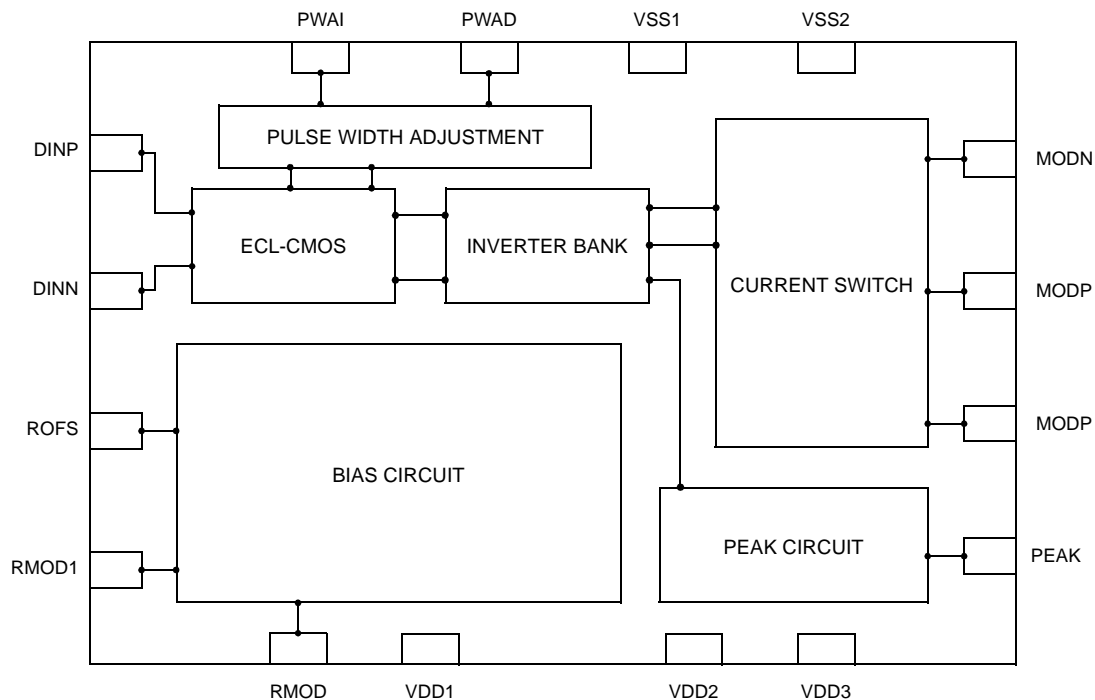 PWAI
PWAD
VSS1
VSS2
PULSE WIDTH ADJUSTMENT
DINP
MODN
ECL-CMOS
INVERTER BANK
DINN
CURRENT SWITCH
MODP
ROFS
MODP
BIAS CIRCUIT
PEAK CIRCUIT
PEAK
RMOD1
RMOD
VDD1
VDD2
VDD3